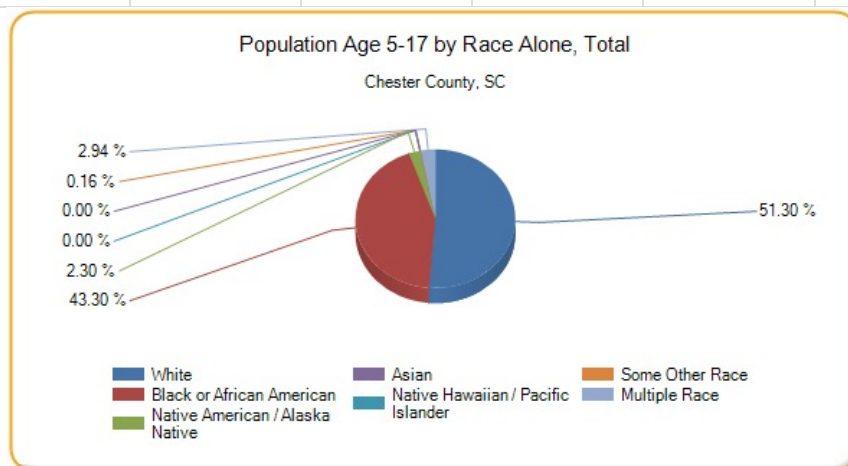 Population Age 5-17 by Race Alone, Total
Chester County, SC
2.94 %
0.16 %
0.00 %
0.00 %
2.30 %
43.30 %
51.30 %
White
Black or African American
Native American / Alaska
Native
Asian
Native Hawaiian / Pacific
Islander
Some Other Race
Multiple Race